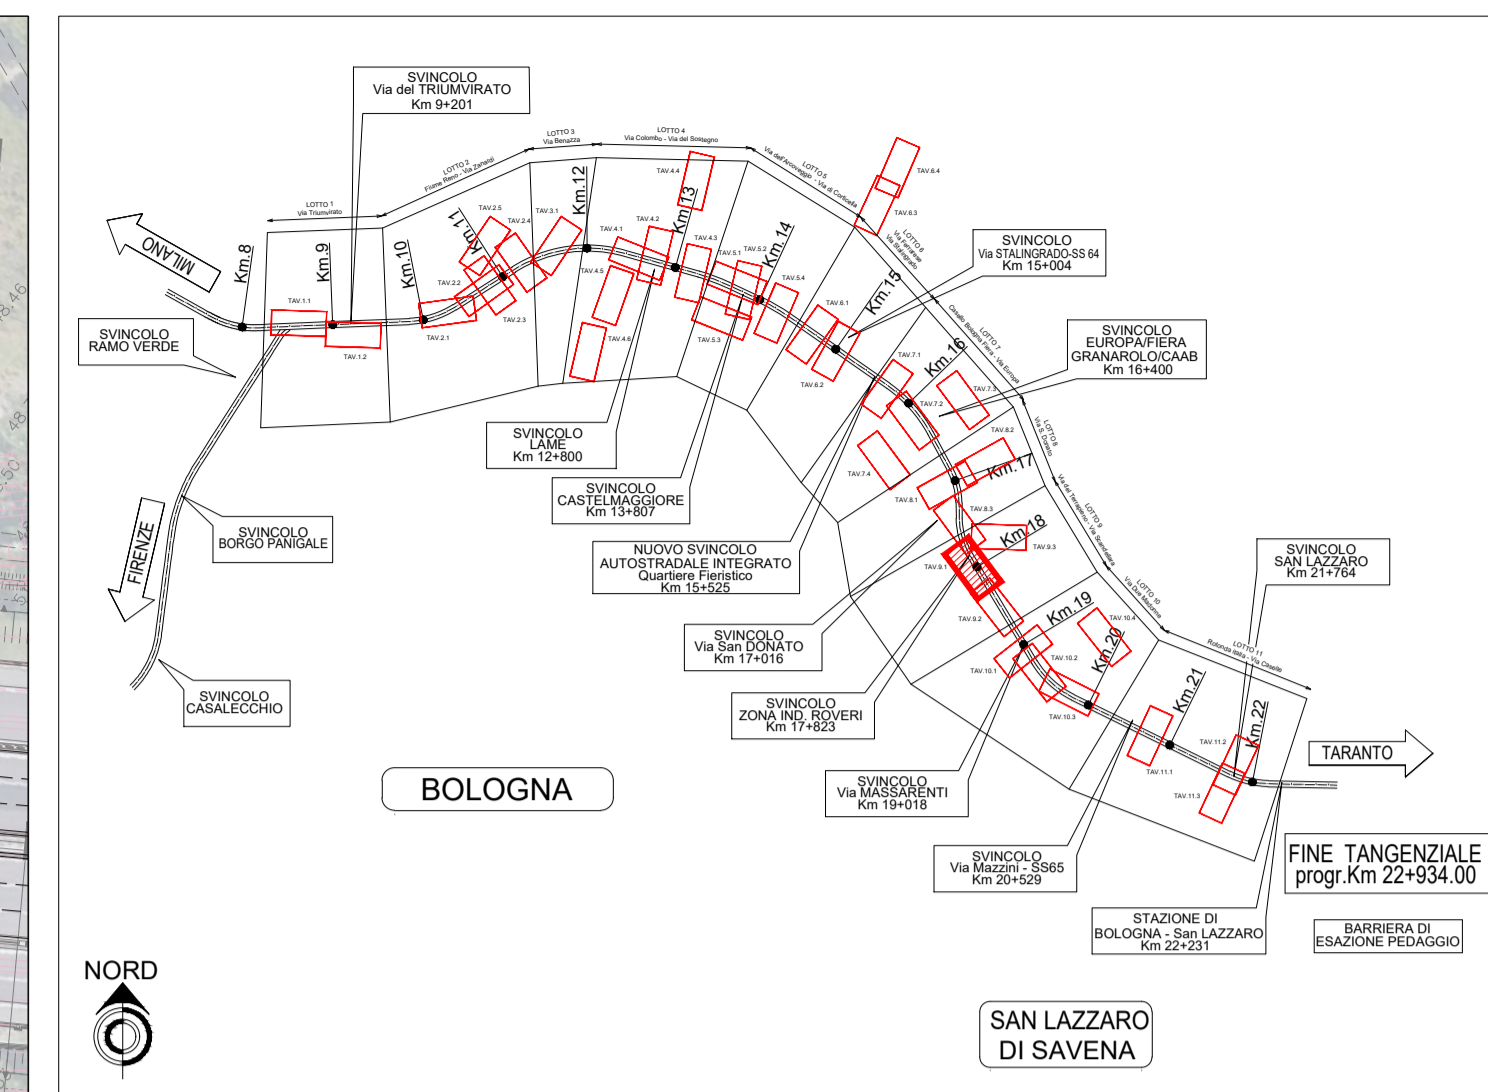 SVINCOLO
Via del TRIUMVIRATO
Km 9+201
LOTTO 1
Via Triumvirato
LOTTO 2
Fiume Reno - Via Zanardi
LOTTO 3
Via Benazza
LOTTO 4
Via Colombo - Via del Sostegno
LOTTO 5
Via dell'Arcoveggio - Via di Corticella
LOTTO 6
Via Ferrarese
Via Stalingrado
LOTTO 7
Casello Bologna Fiera - Via Europa
LOTTO 8
Via S. Donato
LOTTO 9
Via del Terrapieno - Via Scandellara
LOTTO 10
Via Due Madonne
LOTTO 11
Rotonda Italia - Via Caselle
MILANO
FIRENZE
TARANTO
Km.8
Km.9
Km.10
Km.11
Km.12
Km.13
Km.14
Km.15
Km.16
Km.17
Km.18
Km.19
Km.20
Km.21
Km.22
TAV.1.1
TAV.1.2
TAV.2.1
TAV.2.2
TAV.2.3
TAV.2.4
TAV.2.5
TAV.3.1
TAV.4.1
TAV.4.2
TAV.4.3
TAV.4.4
TAV.4.5
TAV.4.6
TAV.5.1
TAV.5.2
TAV.5.3
TAV.5.4
TAV.6.1
TAV.6.2
TAV.6.3
TAV.6.4
TAV.7.1
TAV.7.2
TAV.7.3
TAV.7.4
TAV.8.1
TAV.8.2
TAV.8.3
TAV.9.1
TAV.9.2
TAV.9.3
TAV.10.1
TAV.10.2
TAV.10.3
TAV.10.4
TAV.11.1
TAV.11.2
TAV.11.3
SVINCOLO
Via STALINGRADO-SS 64
Km 15+004
SVINCOLO
EUROPA/FIERA
GRANAROLO/CAAB
Km 16+400
SVINCOLO
RAMO VERDE
SVINCOLO
LAME
Km 12+800
SVINCOLO
CASTELMAGGIORE
Km 13+807
SVINCOLO
BORGO PANIGALE
NUOVO SVINCOLO
AUTOSTRADALE INTEGRATO
Quartiere Fieristico
Km 15+525
SVINCOLO
SAN LAZZARO
Km 21+764
SVINCOLO
Via San DONATO
Km 17+016
SVINCOLO
CASALECCHIO
SVINCOLO
ZONA IND. ROVERI
Km 17+823
SVINCOLO
Via MASSARENTI
Km 19+018
BOLOGNA
SVINCOLO
Via Mazzini - SS65
Km 20+529
FINE TANGENZIALE
progr.Km 22+934.00
STAZIONE DI
BOLOGNA - San LAZZARO
Km 22+231
BARRIERA DI
ESAZIONE PEDAGGIO
NORD
SAN LAZZARO
DI SAVENA